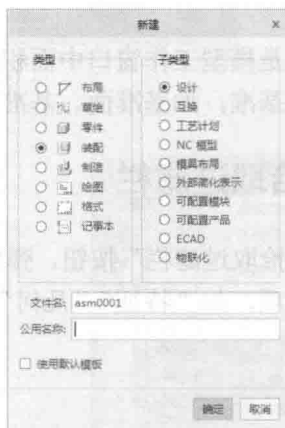 新建
×
类型
布局
草绘
零件
装配
制造
绘图
格式
记事本
子类型
设计
互换
工艺计划
NC 模型
模具布局
外部简化表示
可配置模块
可配置产品
ECAD
物联化
文件名: asm0001
公用名称:
使用默认模板
确定
取消